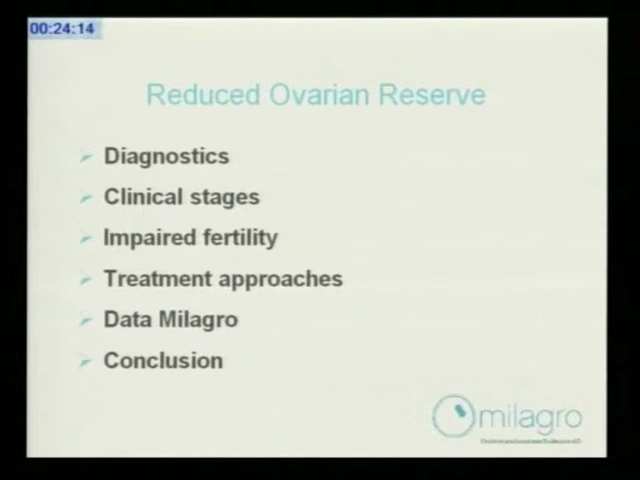 00:24:14
Reduced Ovarian Reserve
Diagnostics
Clinical stages
Impaired fertility
Treatment approaches
Data Milagro
Conclusion
milagro